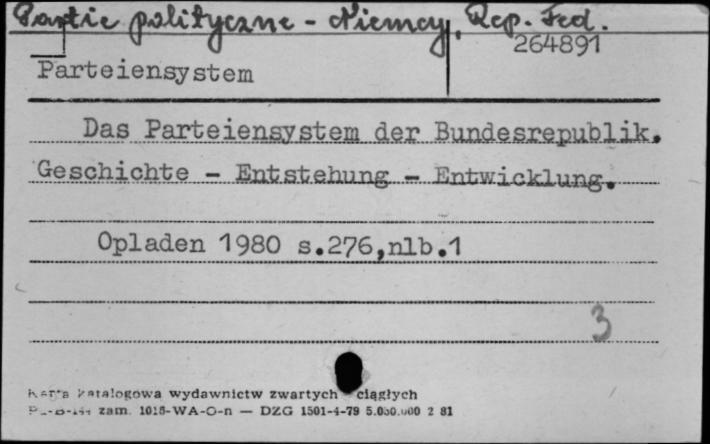 Partie polityczne - Niemcy, Rep. Fed.
264891
Parteiensystem
Das Parteiensystem der Bundesrepublik.
Geschichte - Entstehung - Entwicklung.
Opladen 1980 s.276,nlb.1
3
Karta katalogowa wydawnictw zwartych ciągłych
zam. 1018-WA-O-n — DZG 1501-4-79 5.000.000 2 81